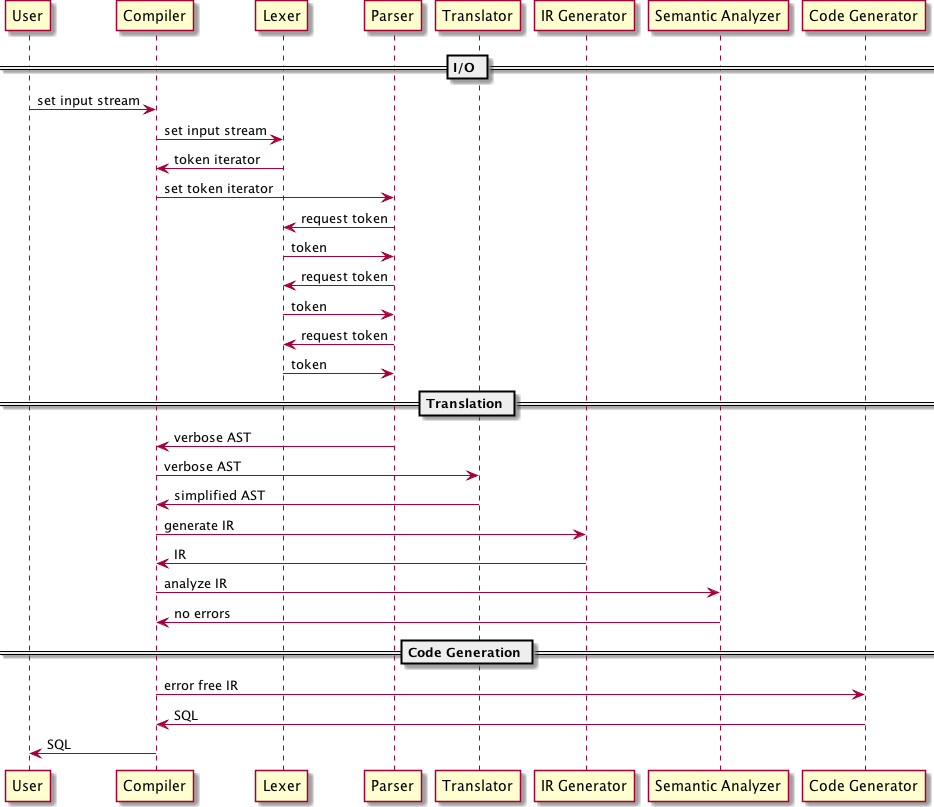 User Compiler Lexer Parser Translator IR Generator Semantic Analyzer Code Generator
I/O
set input stream
set input stream
token iterator
set token iterator
request token
token
request token
token
request token
token
Translation
verbose AST
verbose AST
simplified AST
generate IR
IR
analyze IR
no errors
Code Generation
error free IR
SQL
SQL
User Compiler Lexer Parser Translator IR Generator Semantic Analyzer Code Generator